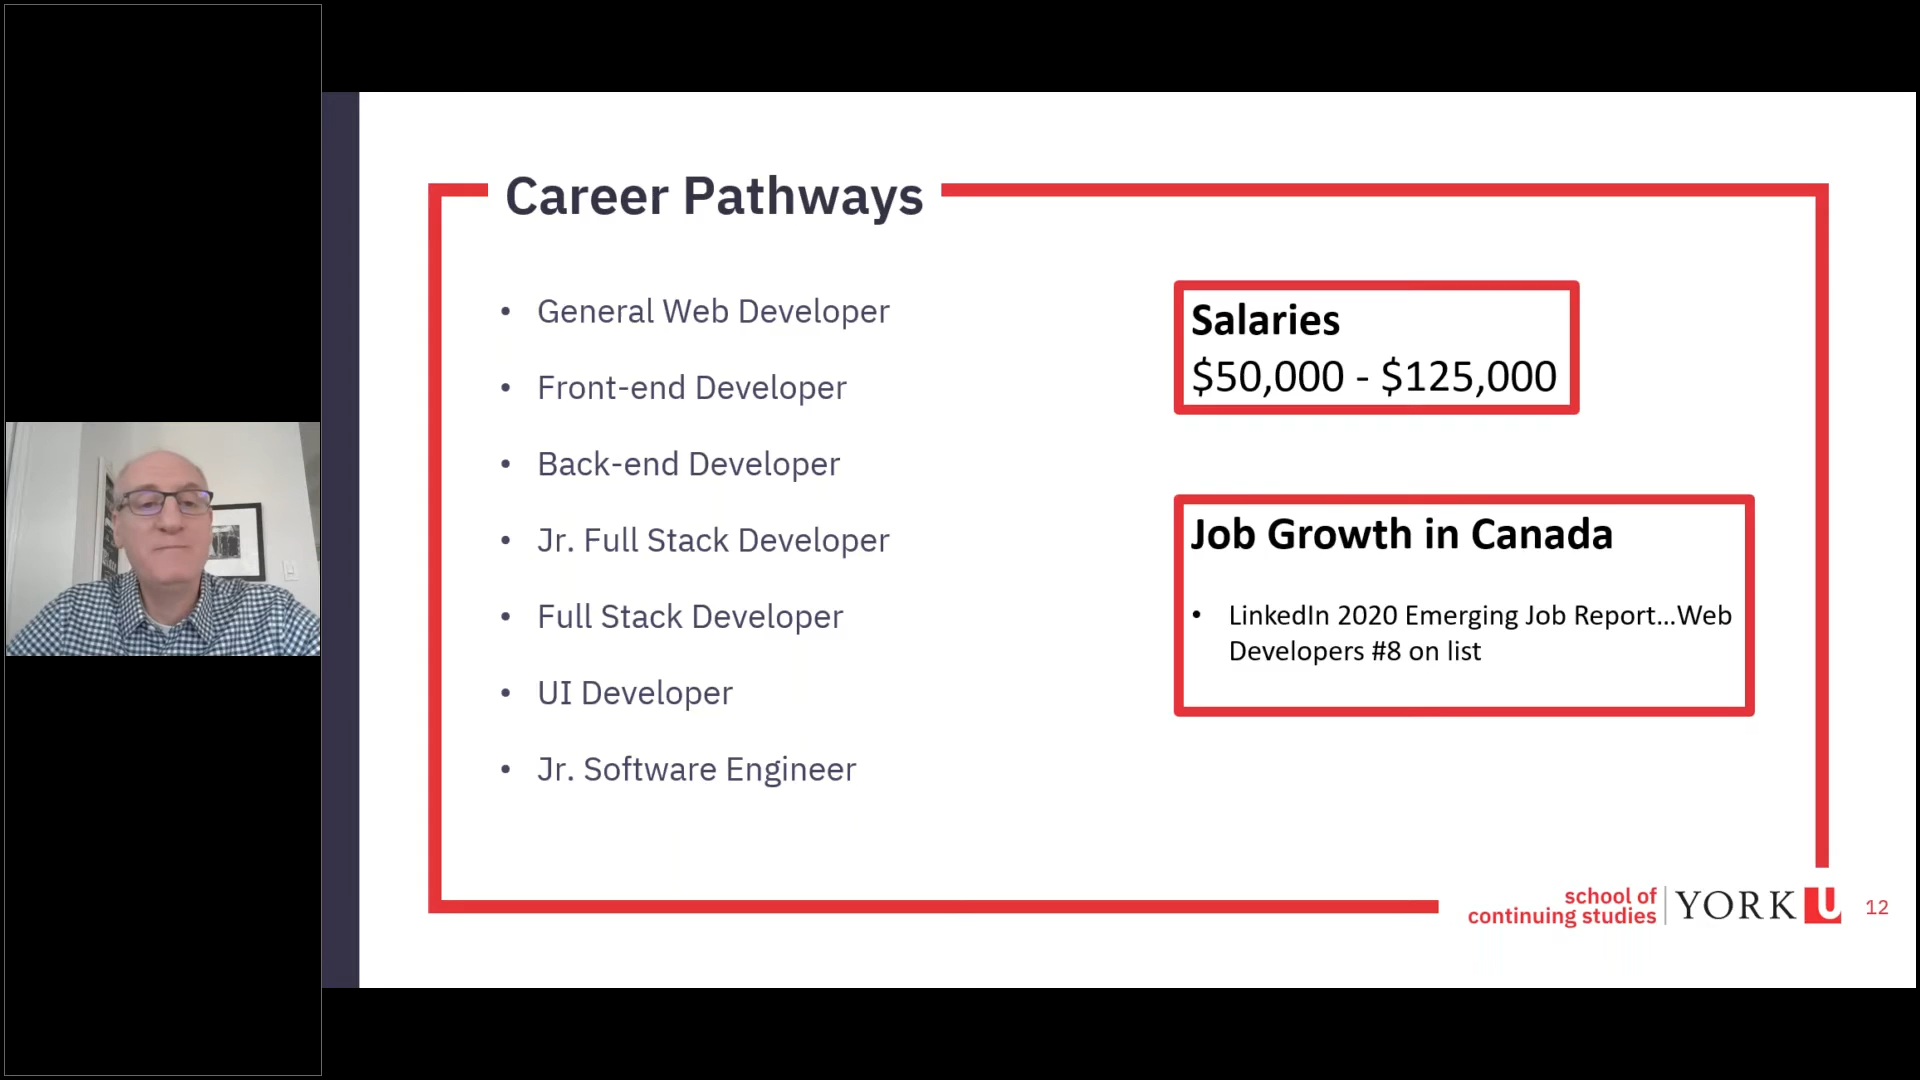 Career Pathways
• General Web Developer
• Front-end Developer
• Back-end Developer
• Jr. Full Stack Developer
• Full Stack Developer
• UI Developer
• Jr. Software Engineer
Salaries
$50,000 - $125,000
Job Growth in Canada
• LinkedIn 2020 Emerging Job Report...Web
Developers #8 on list
school of
continuing studies
YORK U
12